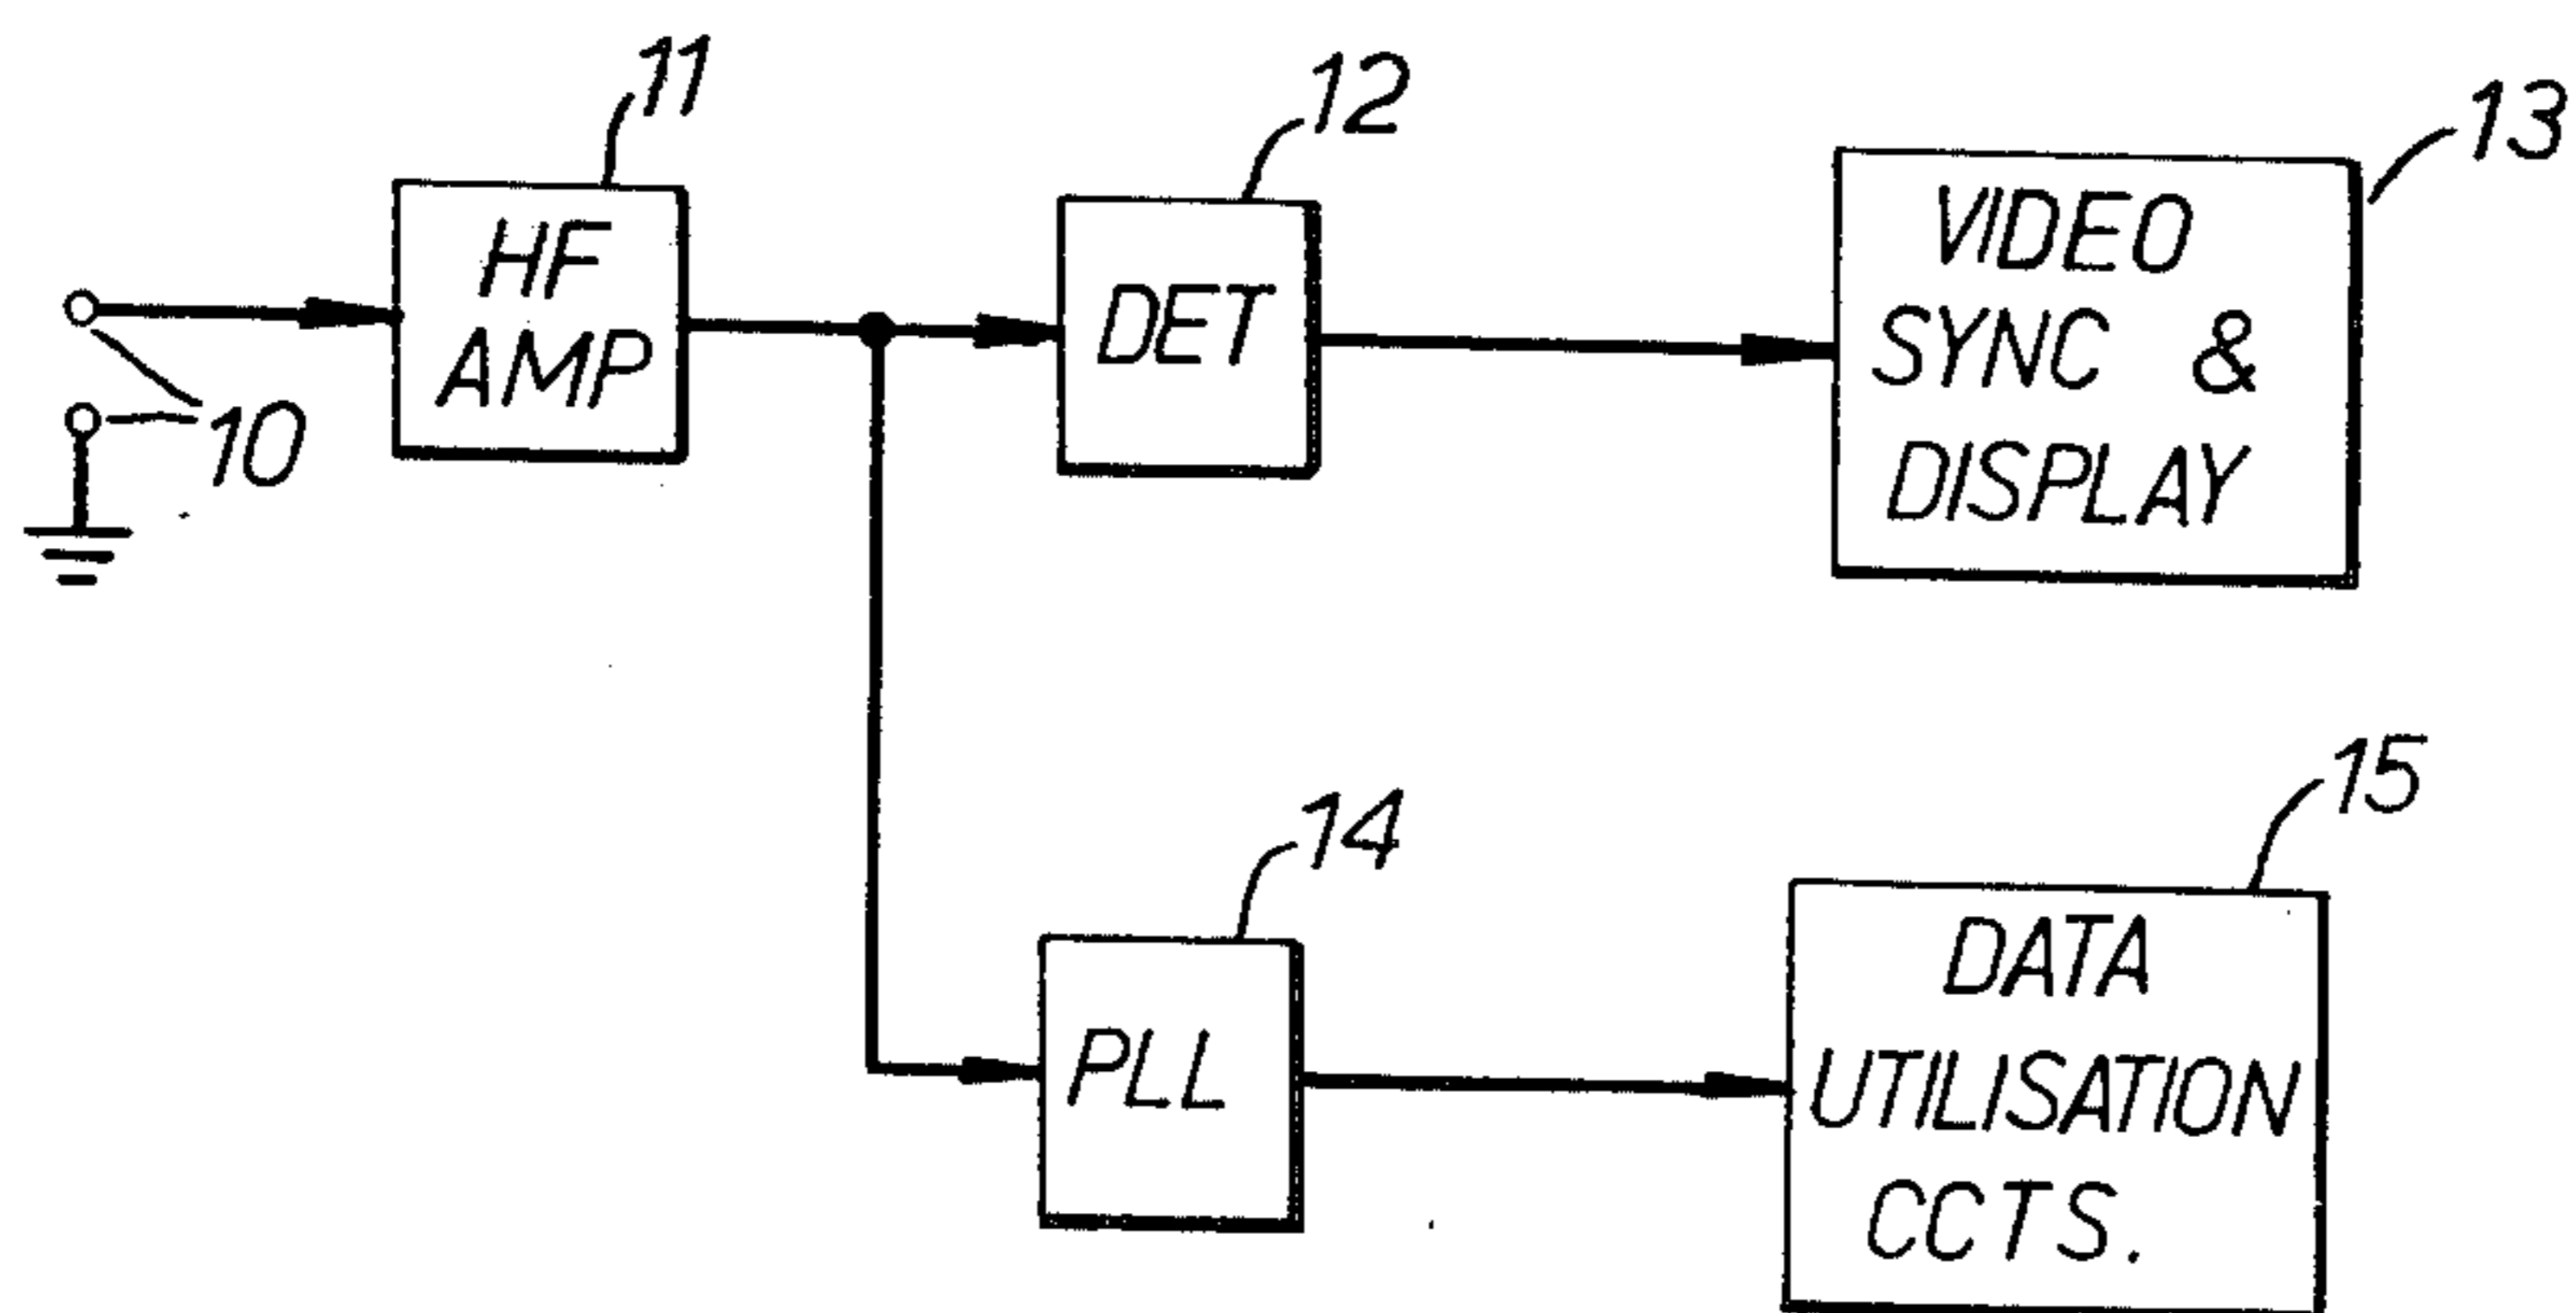 11
12
13
HF
AMP
DET
VIDEO
SYNC &
DISPLAY
10
14
15
PLL
DATA
UTILISATION
CCTS.